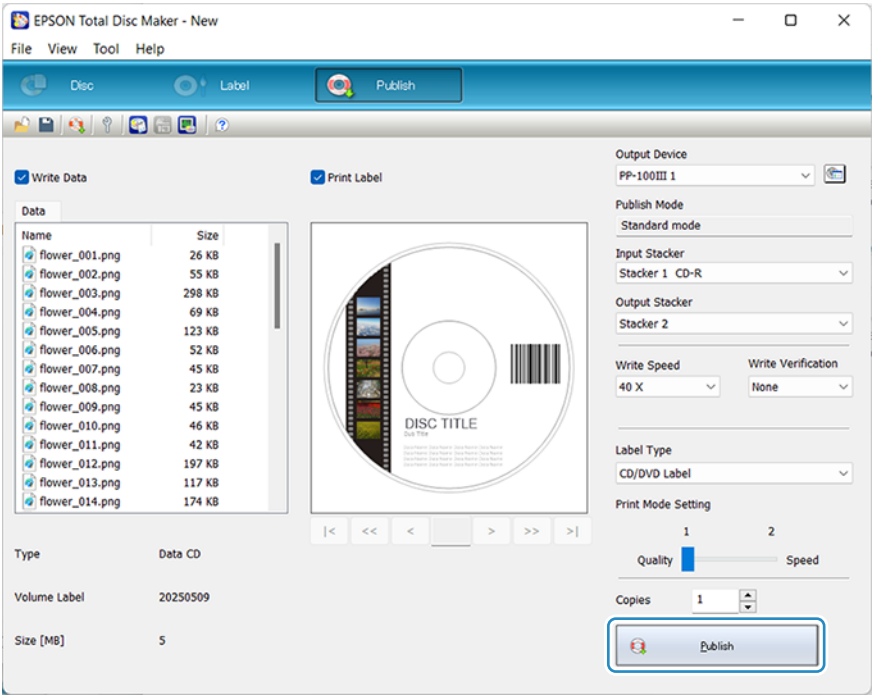 EPSON Total Disc Maker - New
File View Tool Help
Disc Label Publish
Write Data
Data
Name Size
flower_001.png 26 KB
flower_002.png 55 KB
flower_003.png 298 KB
flower_004.png 69 KB
flower_005.png 123 KB
flower_006.png 52 KB
flower_007.png 45 KB
flower_008.png 23 KB
flower_009.png 45 KB
flower_010.png 46 KB
flower_011.png 42 KB
flower_012.png 197 KB
flower_013.png 117 KB
flower_014.png 174 KB
Type Data CD
Volume Label 20250509
Size [MB] 5
Print Label
DISC TITLE
|< << < > >> >|
Output Device
PP-100III 1
Publish Mode
Standard mode
Input Stacker
Stacker 1 CD-R
Output Stacker
Stacker 2
Write Speed Write Verification
40 X None
Label Type
CD/DVD Label
Print Mode Setting
1 2
Quality Speed
Copies 1
Publish